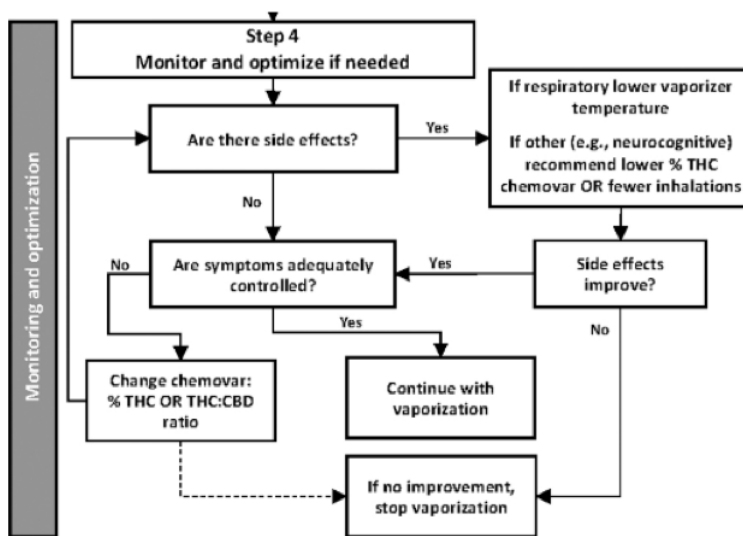 Monitoring and optimization
Step 4
Monitor and optimize if needed
Are there side effects?
Yes
If respiratory lower vaporizer
temperature
If other (e.g., neurocognitive)
recommend lower % THC
chemovar OR fewer inhalations
No
No
Are symptoms adequately
controlled?
Yes
Side effects
improve?
Yes
No
Change chemovar:
% THC OR THC:CBD
ratio
Continue with
vaporization
If no improvement,
stop vaporization